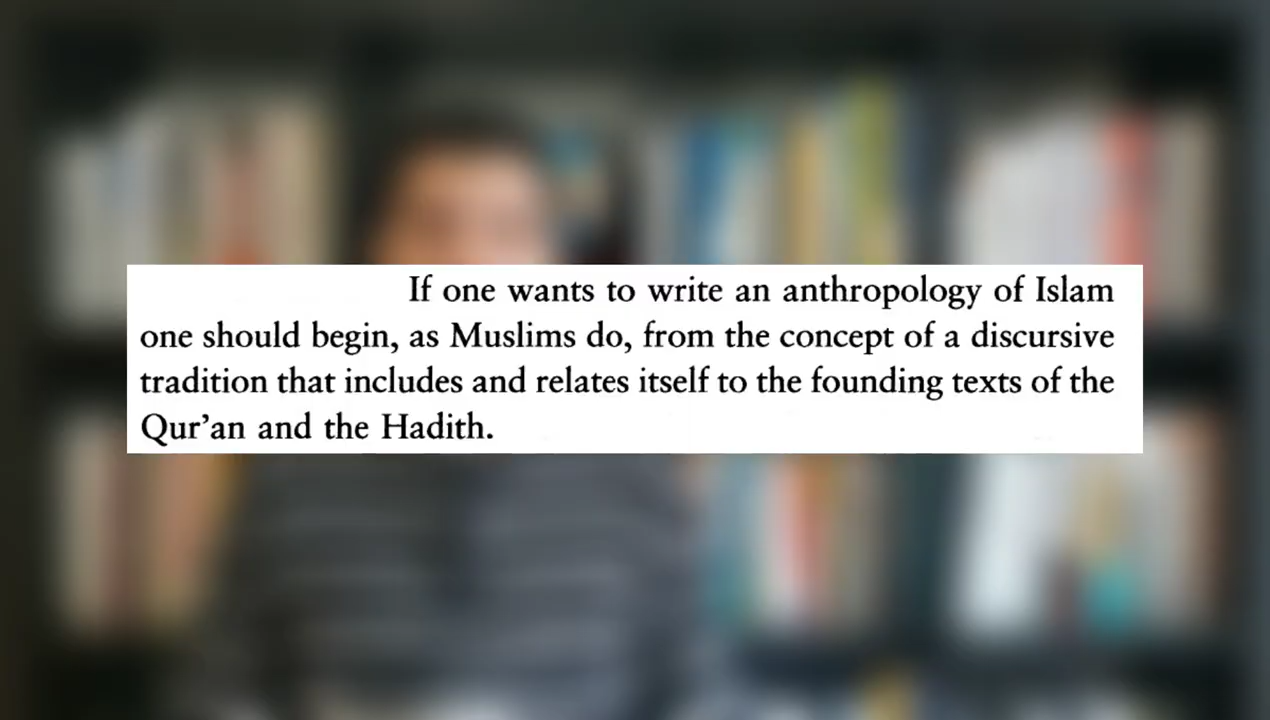 If one wants to write an anthropology of Islam
one should begin, as Muslims do, from the concept of a discursive
tradition that includes and relates itself to the founding texts of the
Qur’an and the Hadith.